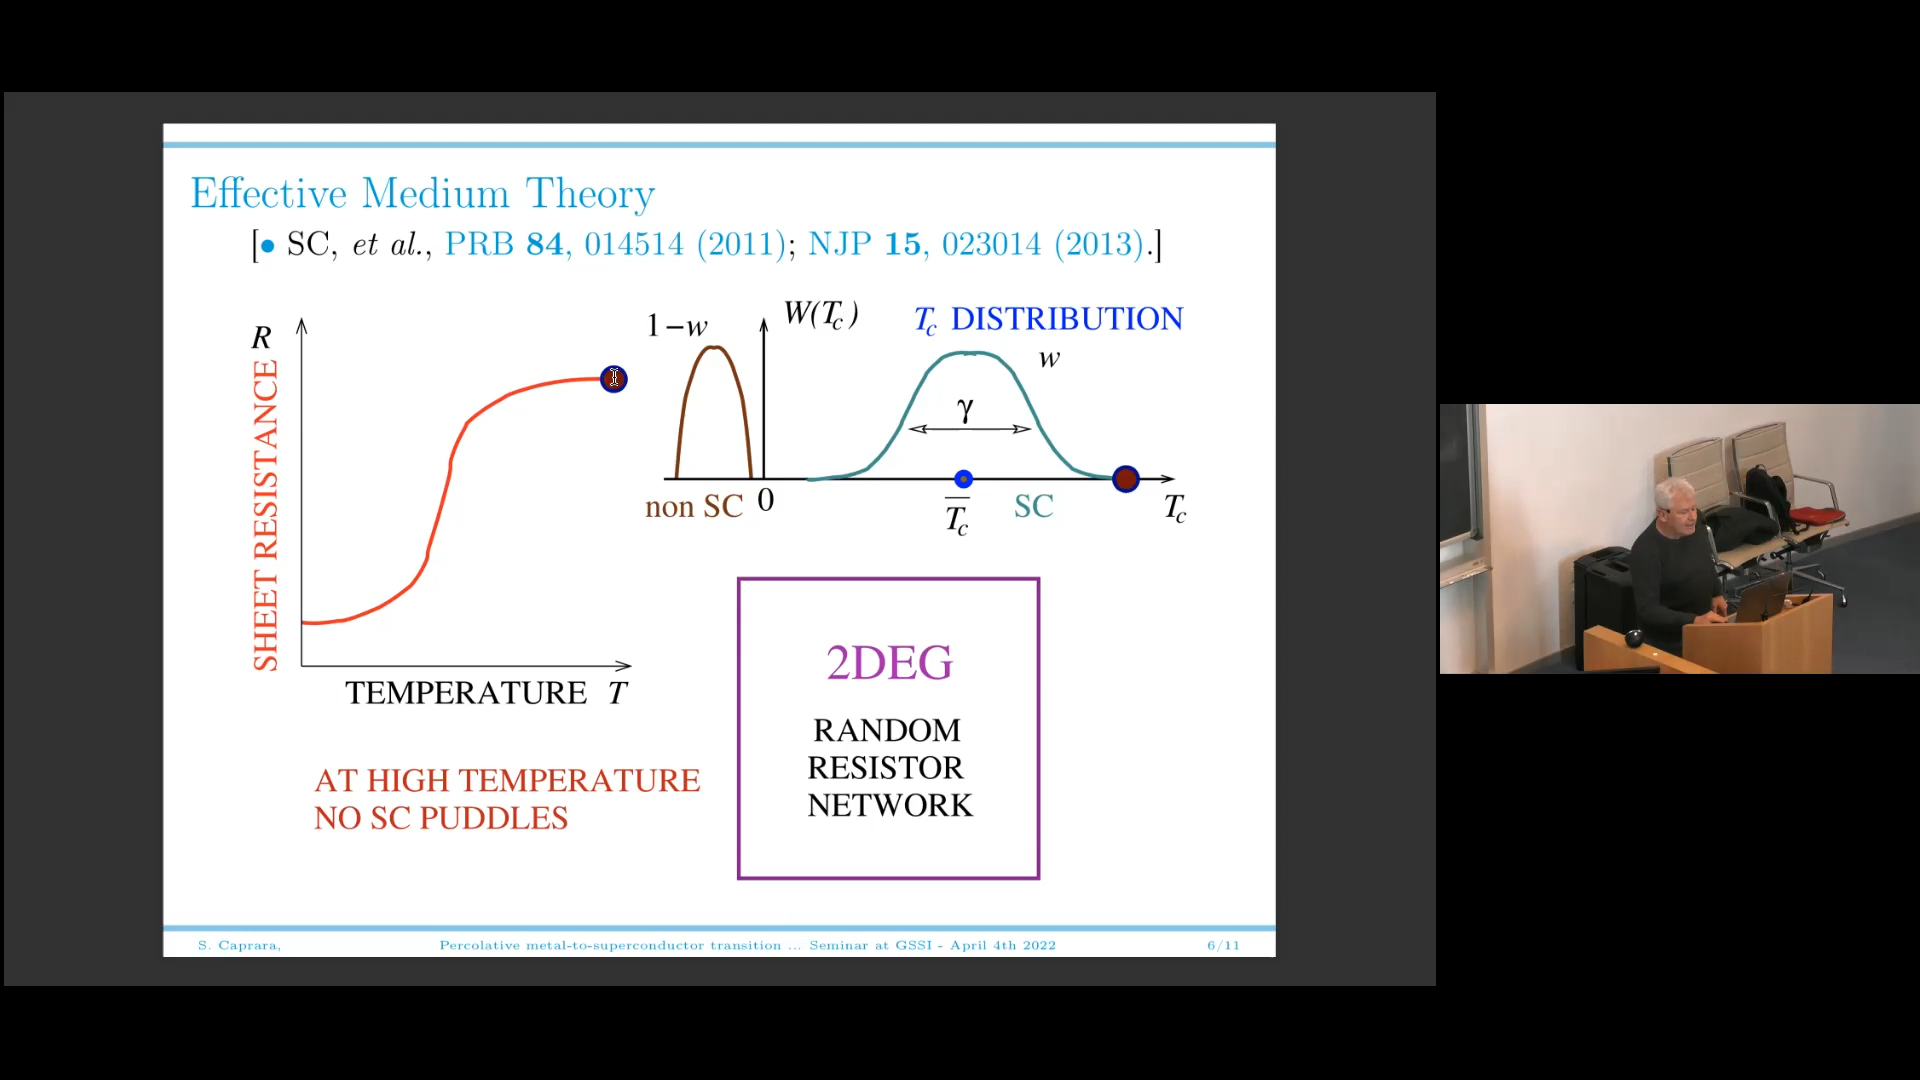 Effective Medium Theory
[• SC, et al., PRB 84, 014514 (2011); NJP 15, 023014 (2013).]
R
SHEET RESISTANCE
TEMPERATURE T
1−w
W(Tc)
Tc DISTRIBUTION
w
γ
non SC
0
T̅c
SC
Tc
2DEG
RANDOM
RESISTOR
NETWORK
AT HIGH TEMPERATURE
NO SC PUDDLES
S. Caprara,
Percolative metal-to-superconductor transition ... Seminar at GSSI - April 4th 2022
6/11